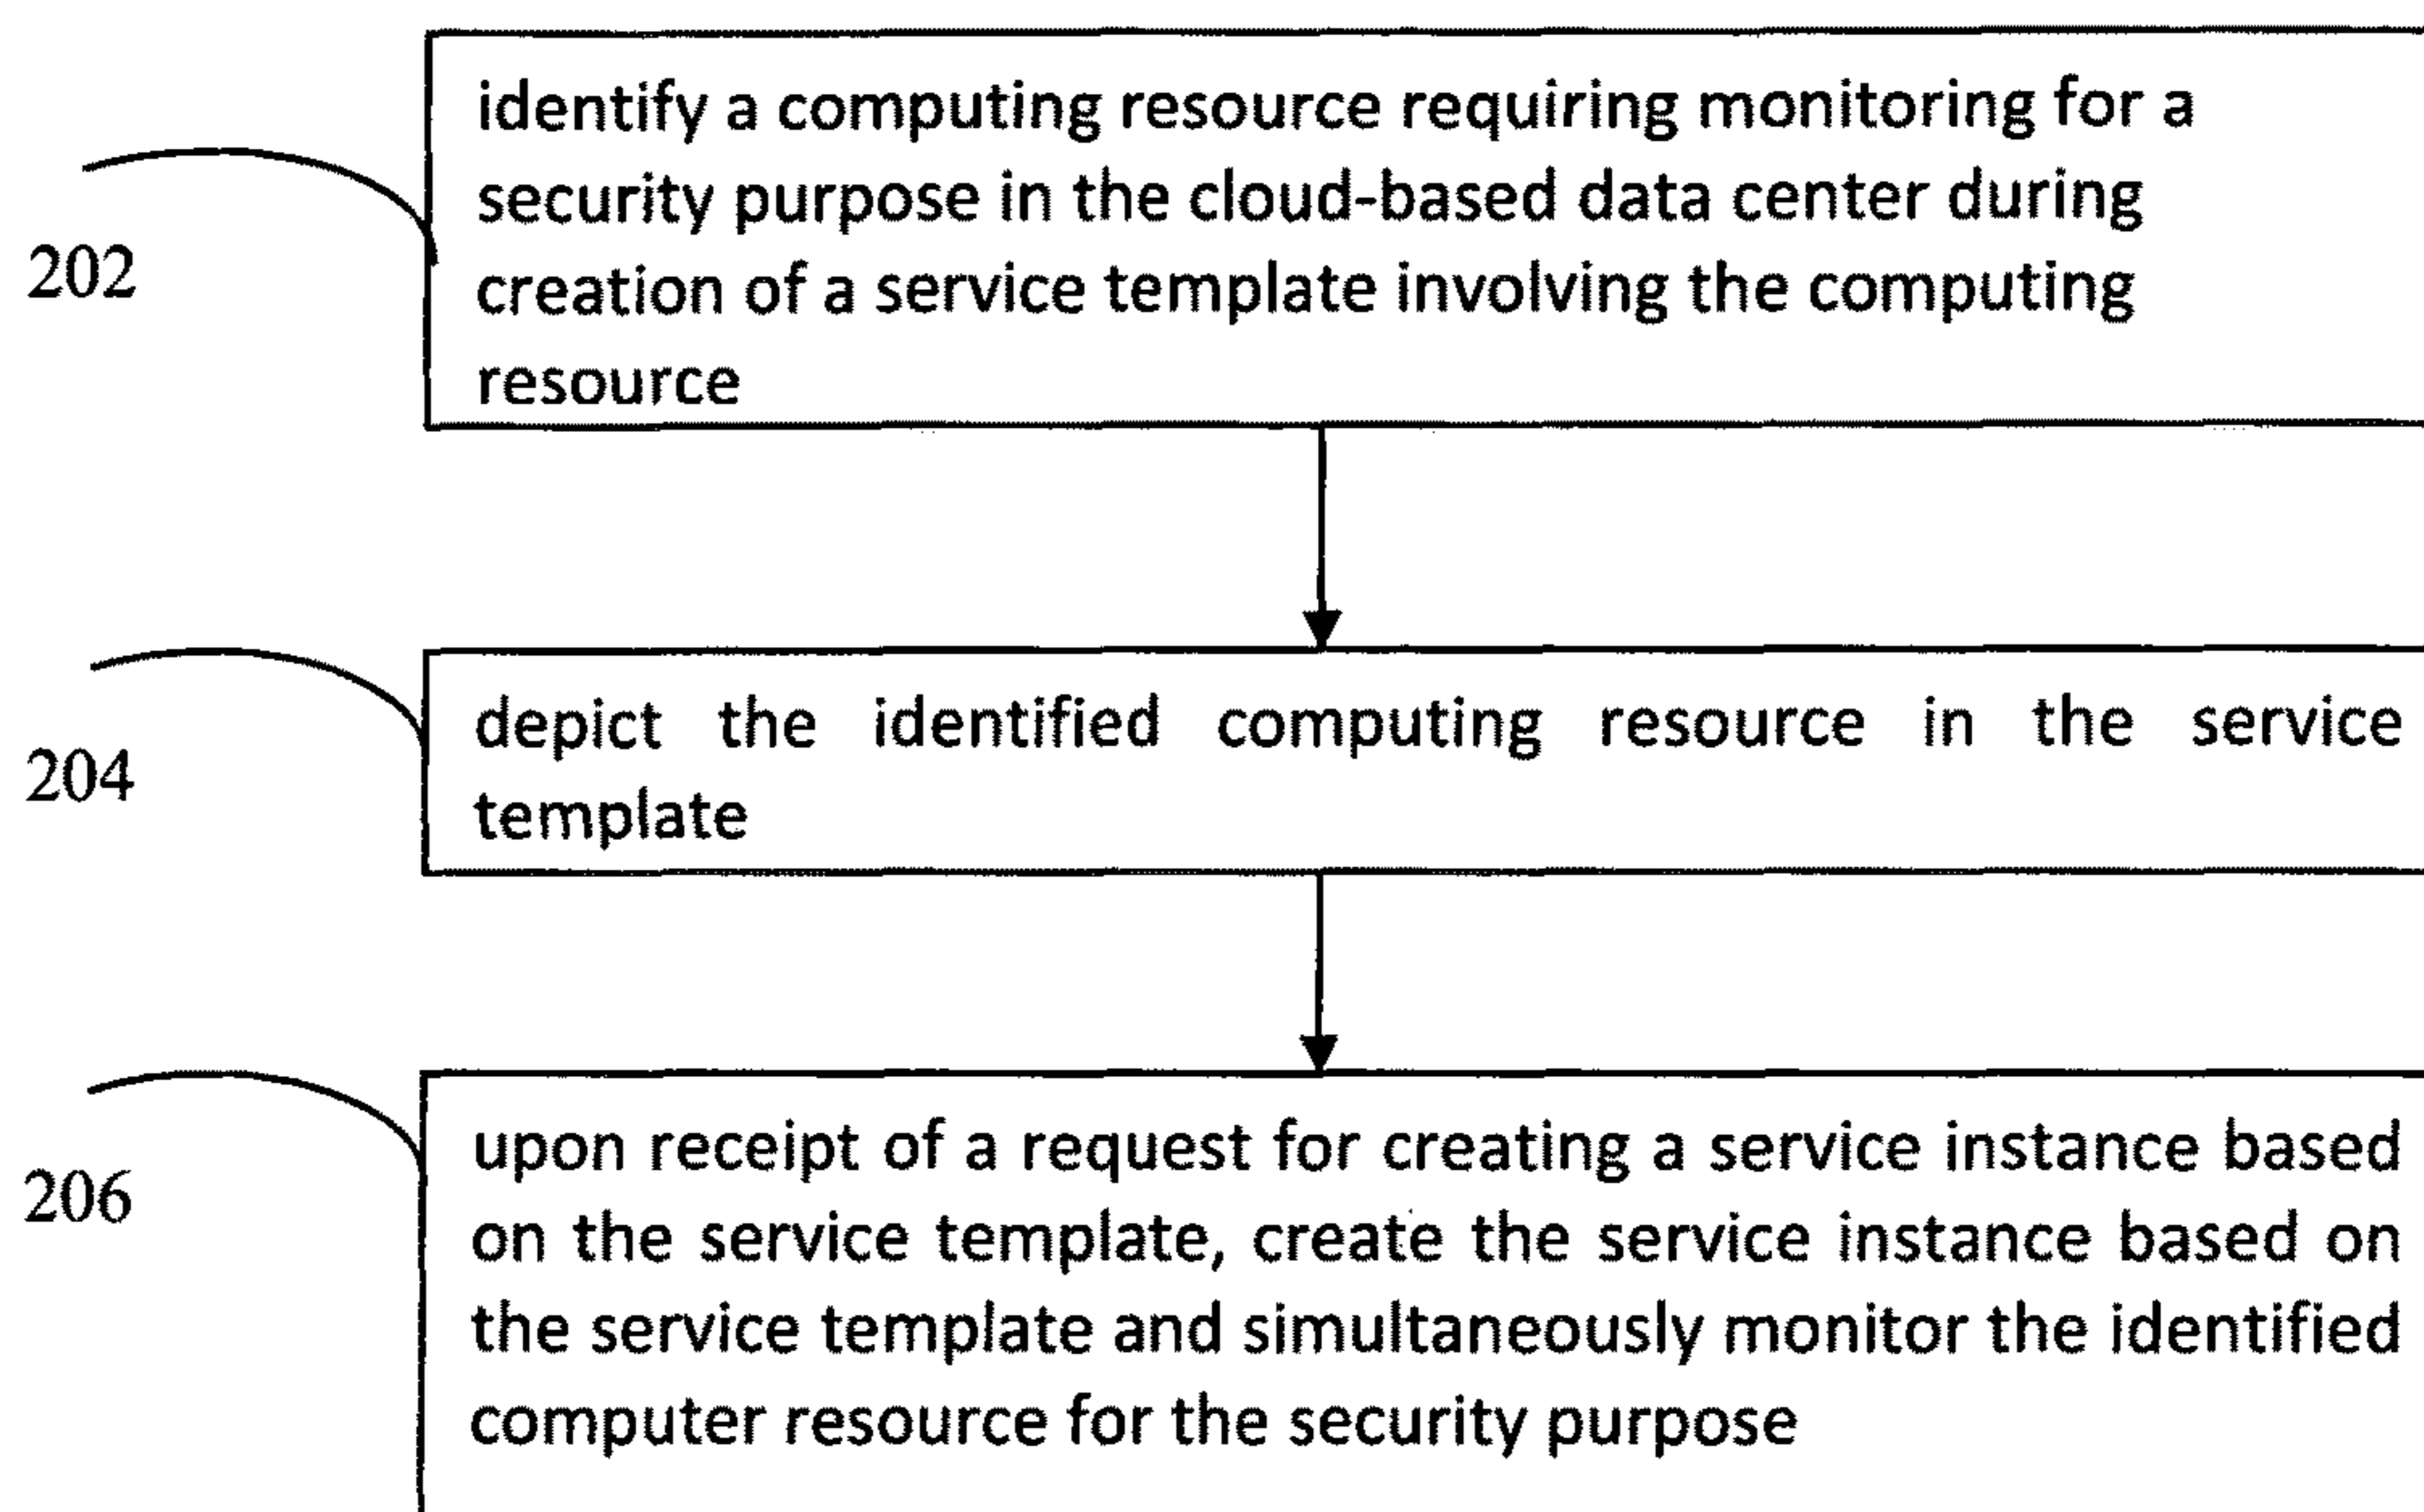 identify a computing resource requiring monitoring for a
security purpose in the cloud-based data center during
creation of a service template involving the computing
resource
202
depict the identified computing resource in the service
template
204
upon receipt of a request for creating a service instance based
on the service template, create the service instance based on
the service template and simultaneously monitor the identified
computer resource for the security purpose
206